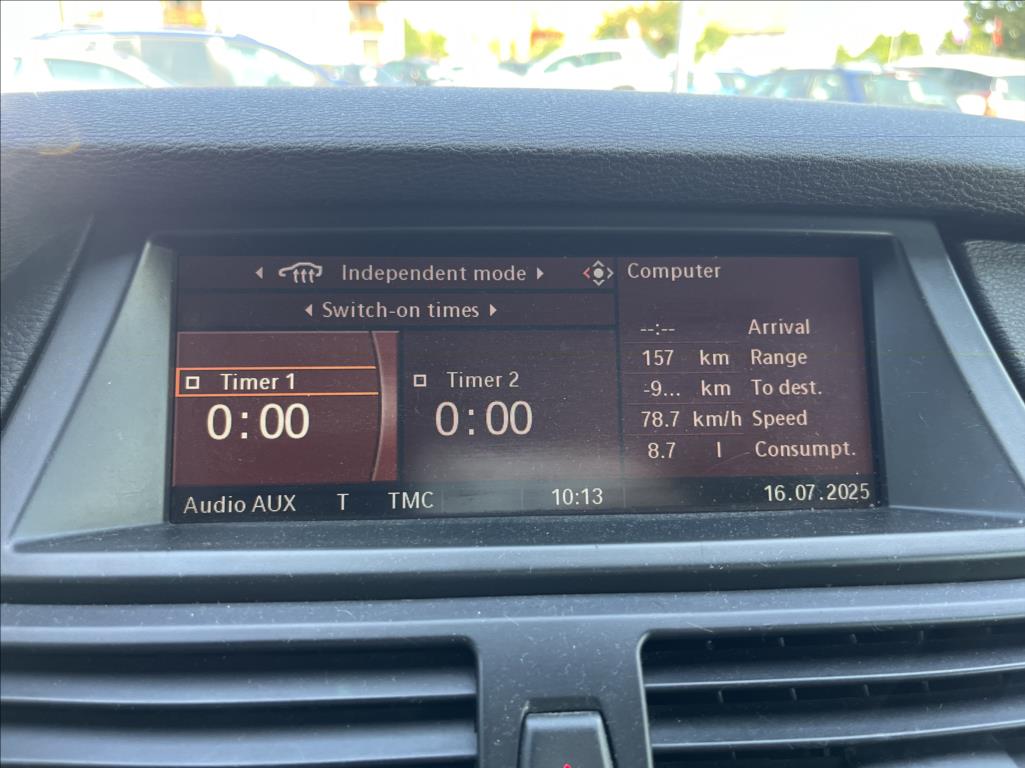 Independent mode
Switch-on times
Timer 1
0:00
Timer 2
0:00
Computer
--:-- Arrival
157 km Range
-9... km To dest.
78.7 km/h Speed
8.7 l Consumpt.
Audio AUX T TMC 10:13 16.07.2025